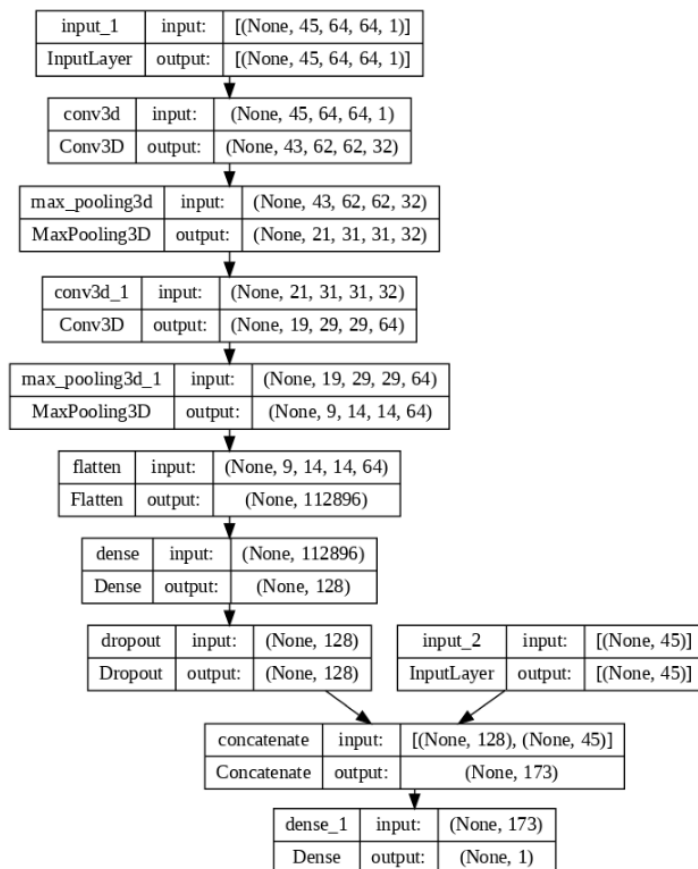 input_1 input: [(None, 45, 64, 64, 1)]
InputLayer output: [(None, 45, 64, 64, 1)]
conv3d input: (None, 45, 64, 64, 1)
Conv3D output: (None, 43, 62, 62, 32)
max_pooling3d input: (None, 43, 62, 62, 32)
MaxPooling3D output: (None, 21, 31, 31, 32)
conv3d_1 input: (None, 21, 31, 31, 32)
Conv3D output: (None, 19, 29, 29, 64)
max_pooling3d_1 input: (None, 19, 29, 29, 64)
MaxPooling3D output: (None, 9, 14, 14, 64)
flatten input: (None, 9, 14, 14, 64)
Flatten output: (None, 112896)
dense input: (None, 112896)
Dense output: (None, 128)
dropout input: (None, 128)
Dropout output: (None, 128)
input_2 input: [(None, 45)]
InputLayer output: [(None, 45)]
concatenate input: [(None, 128), (None, 45)]
Concatenate output: (None, 173)
dense_1 input: (None, 173)
Dense output: (None, 1)